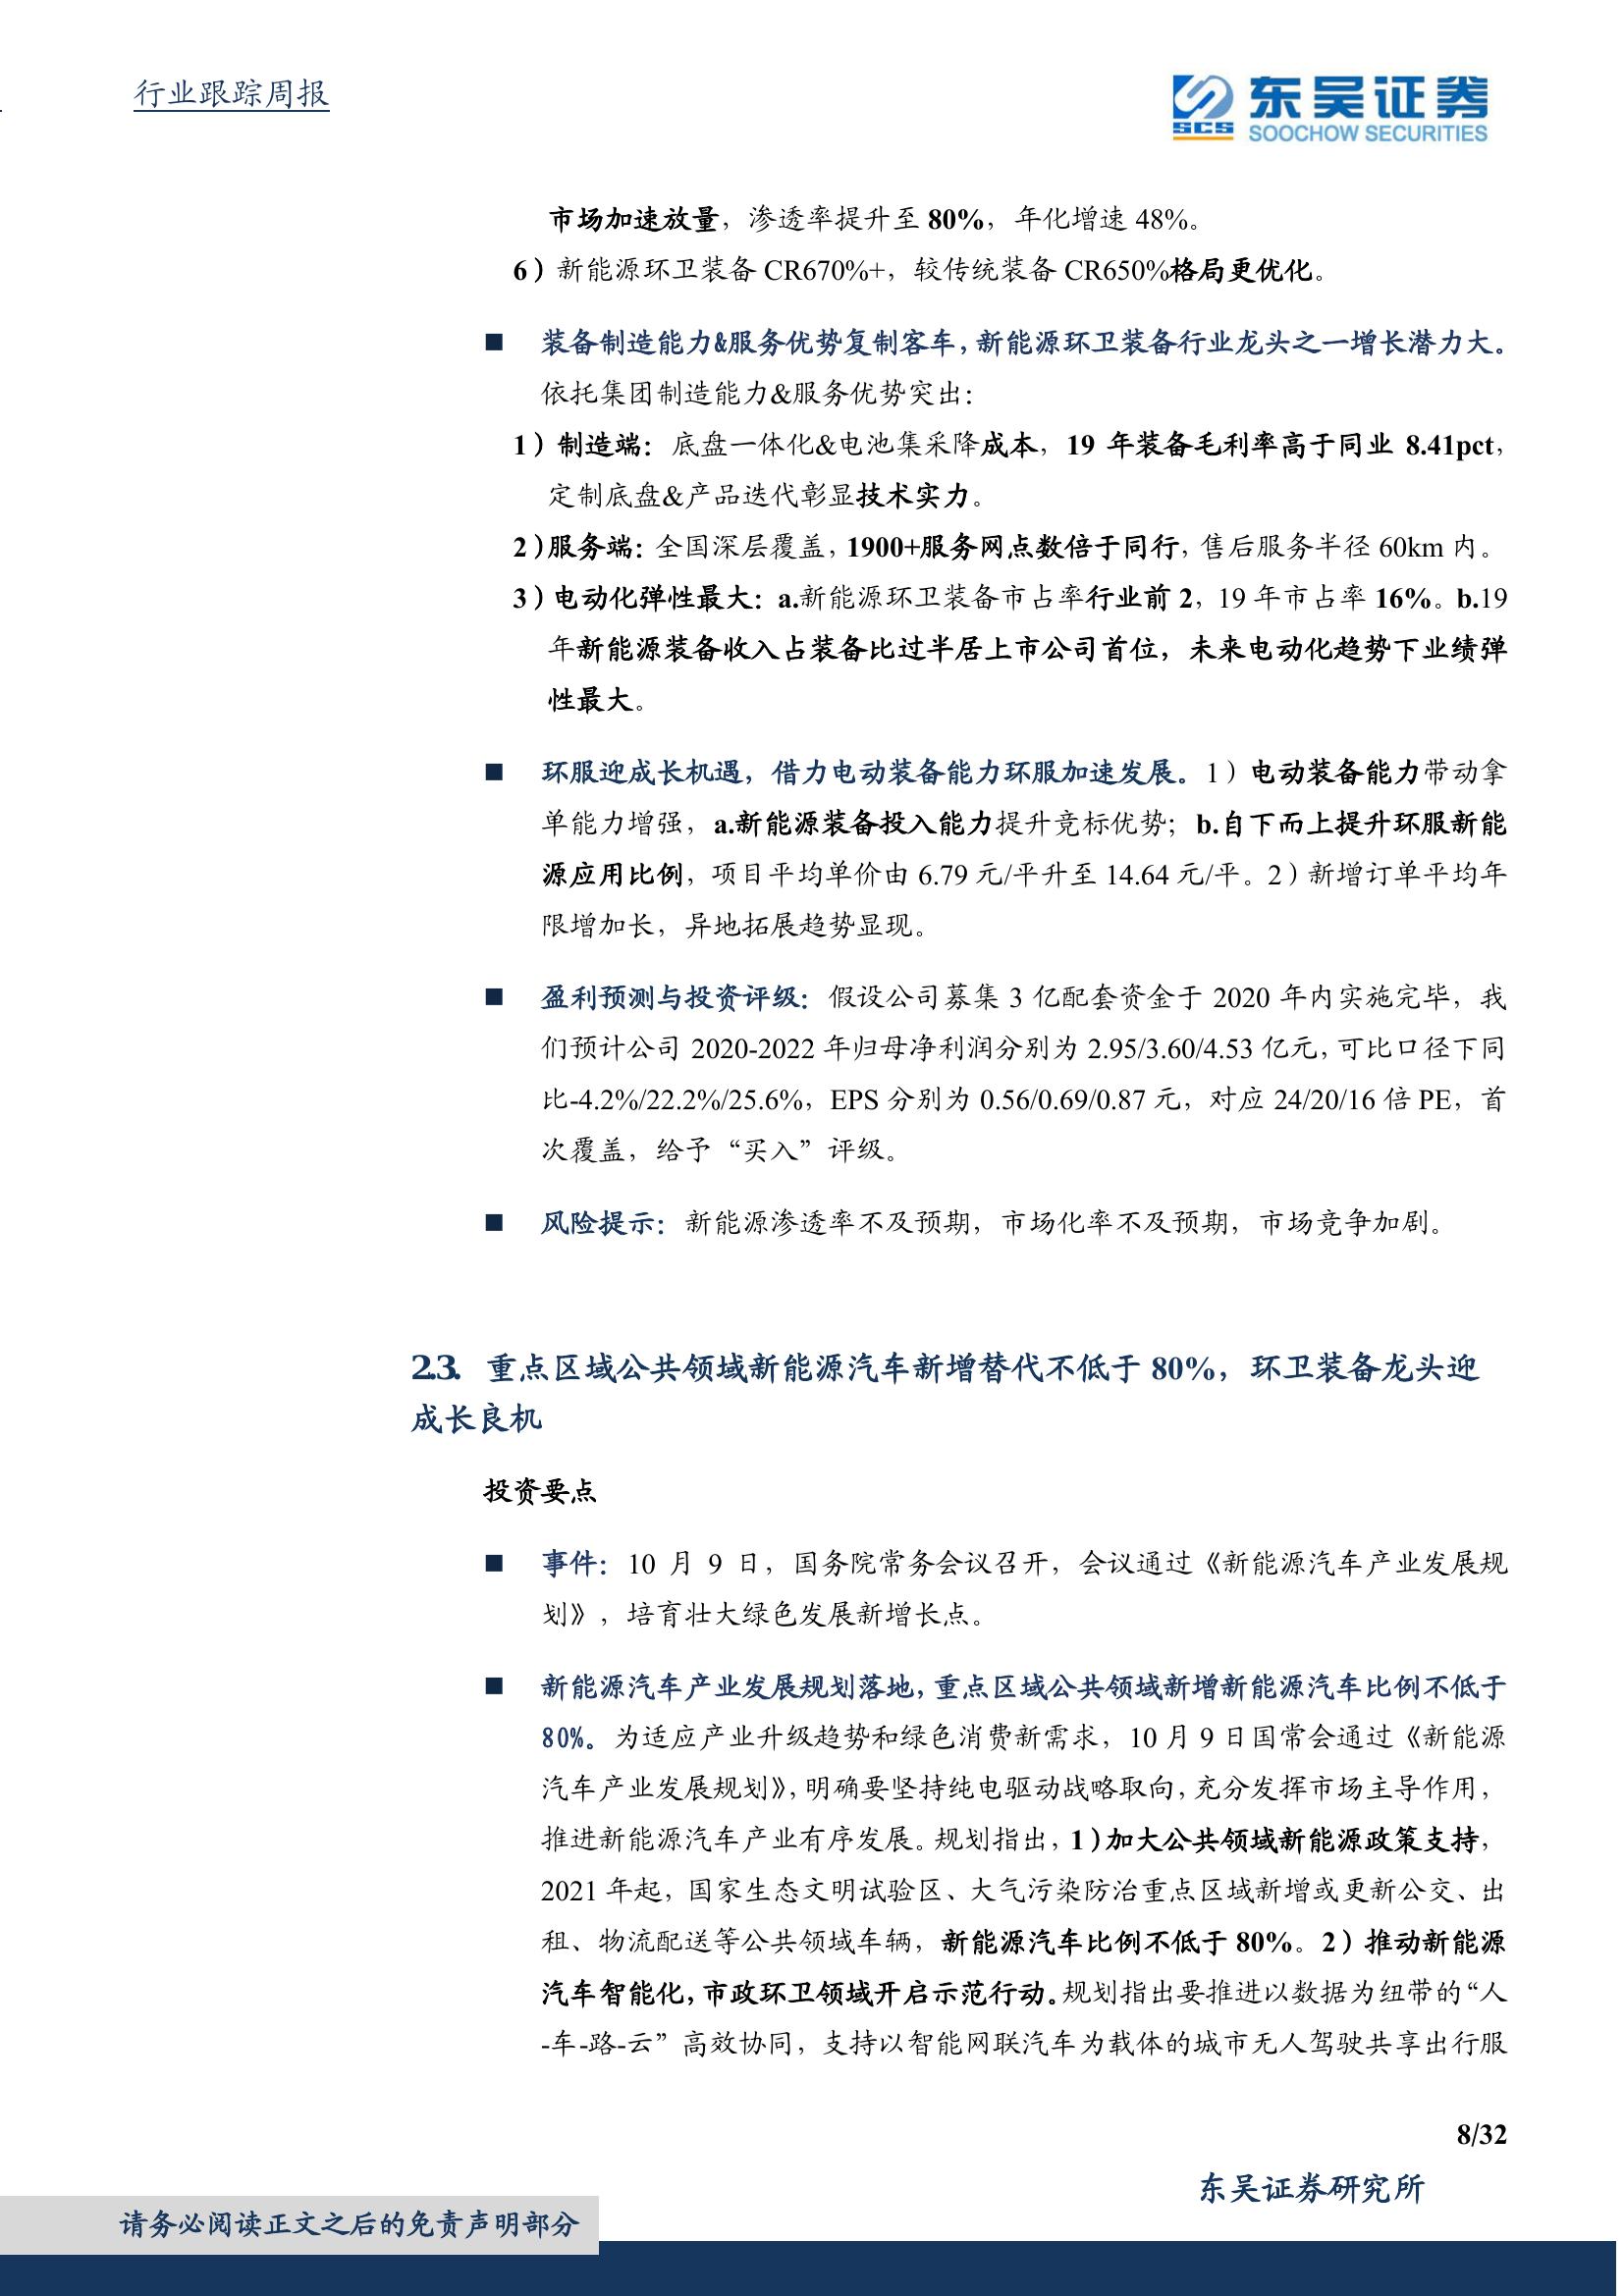 行业跟踪周报
SCS 东吴证券
SOOCHOW SECURITIES
市场加速放量，渗透率提升至 80%，年化增速 48%。
6）新能源环卫装备 CR670%+，较传统装备 CR650%格局更优化。
■ 装备制造能力&服务优势复制客车，新能源环卫装备行业龙头之一增长潜力大。
依托集团制造能力&服务优势突出：
1）制造端：底盘一体化&电池集采降成本，19 年装备毛利率高于同业 8.41pct，
定制底盘&产品迭代彰显技术实力。
2）服务端：全国深层覆盖，1900+服务网点数倍于同行，售后服务半径 60km 内。
3）电动化弹性最大：a.新能源环卫装备市占率行业前 2，19 年市占率 16%。b.19
年新能源装备收入占装备比过半居上市公司首位，未来电动化趋势下业绩弹
性最大。
■ 环服迎成长机遇，借力电动装备能力环服加速发展。1）电动装备能力带动拿
单能力增强，a.新能源装备投入能力提升竞标优势；b.自下而上提升环服新能
源应用比例，项目平均单价由 6.79 元/平升至 14.64 元/平。2）新增订单平均年
限增加长，异地拓展趋势显现。
■ 盈利预测与投资评级：假设公司募集 3 亿配套资金于 2020 年内实施完毕，我
们预计公司 2020-2022 年归母净利润分别为 2.95/3.60/4.53 亿元，可比口径下同
比-4.2%/22.2%/25.6%，EPS 分别为 0.56/0.69/0.87 元，对应 24/20/16 倍 PE，首
次覆盖，给予“买入”评级。
■ 风险提示：新能源渗透率不及预期，市场化率不及预期，市场竞争加剧。
2.3. 重点区域公共领域新能源汽车新增替代不低于 80%，环卫装备龙头迎
成长良机
投资要点
■ 事件：10 月 9 日，国务院常务会议召开，会议通过《新能源汽车产业发展规
划》，培育壮大绿色发展新增长点。
■ 新能源汽车产业发展规划落地，重点区域公共领域新增新能源汽车比例不低于
80%。为适应产业升级趋势和绿色消费新需求，10 月 9 日国常会通过《新能源
汽车产业发展规划》，明确要坚持纯电驱动战略取向，充分发挥市场主导作用，
推进新能源汽车产业有序发展。规划指出，1）加大公共领域新能源政策支持，
2021 年起，国家生态文明试验区、大气污染防治重点区域新增或更新公交、出
租、物流配送等公共领域车辆，新能源汽车比例不低于 80%。2）推动新能源
汽车智能化，市政环卫领域开启示范行动。规划指出要推进以数据为纽带的“人
-车-路-云”高效协同，支持以智能网联汽车为载体的城市无人驾驶共享出行服
8/32
东吴证券研究所
请务必阅读正文之后的免责声明部分